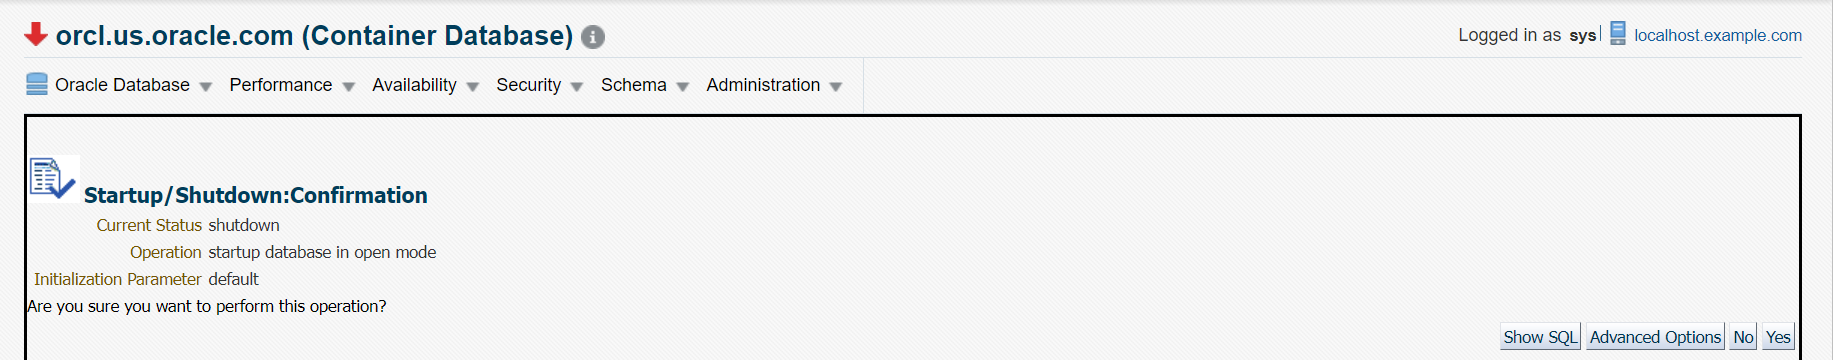 orcl.us.oracle.com (Container Database) i
Logged in as sys localhost.example.com
Oracle Database Performance Availability Security Schema Administration
Startup/Shutdown:Confirmation
Current Status shutdown
Operation startup database in open mode
Initialization Parameter default
Are you sure you want to perform this operation?
Show SQL Advanced Options No Yes